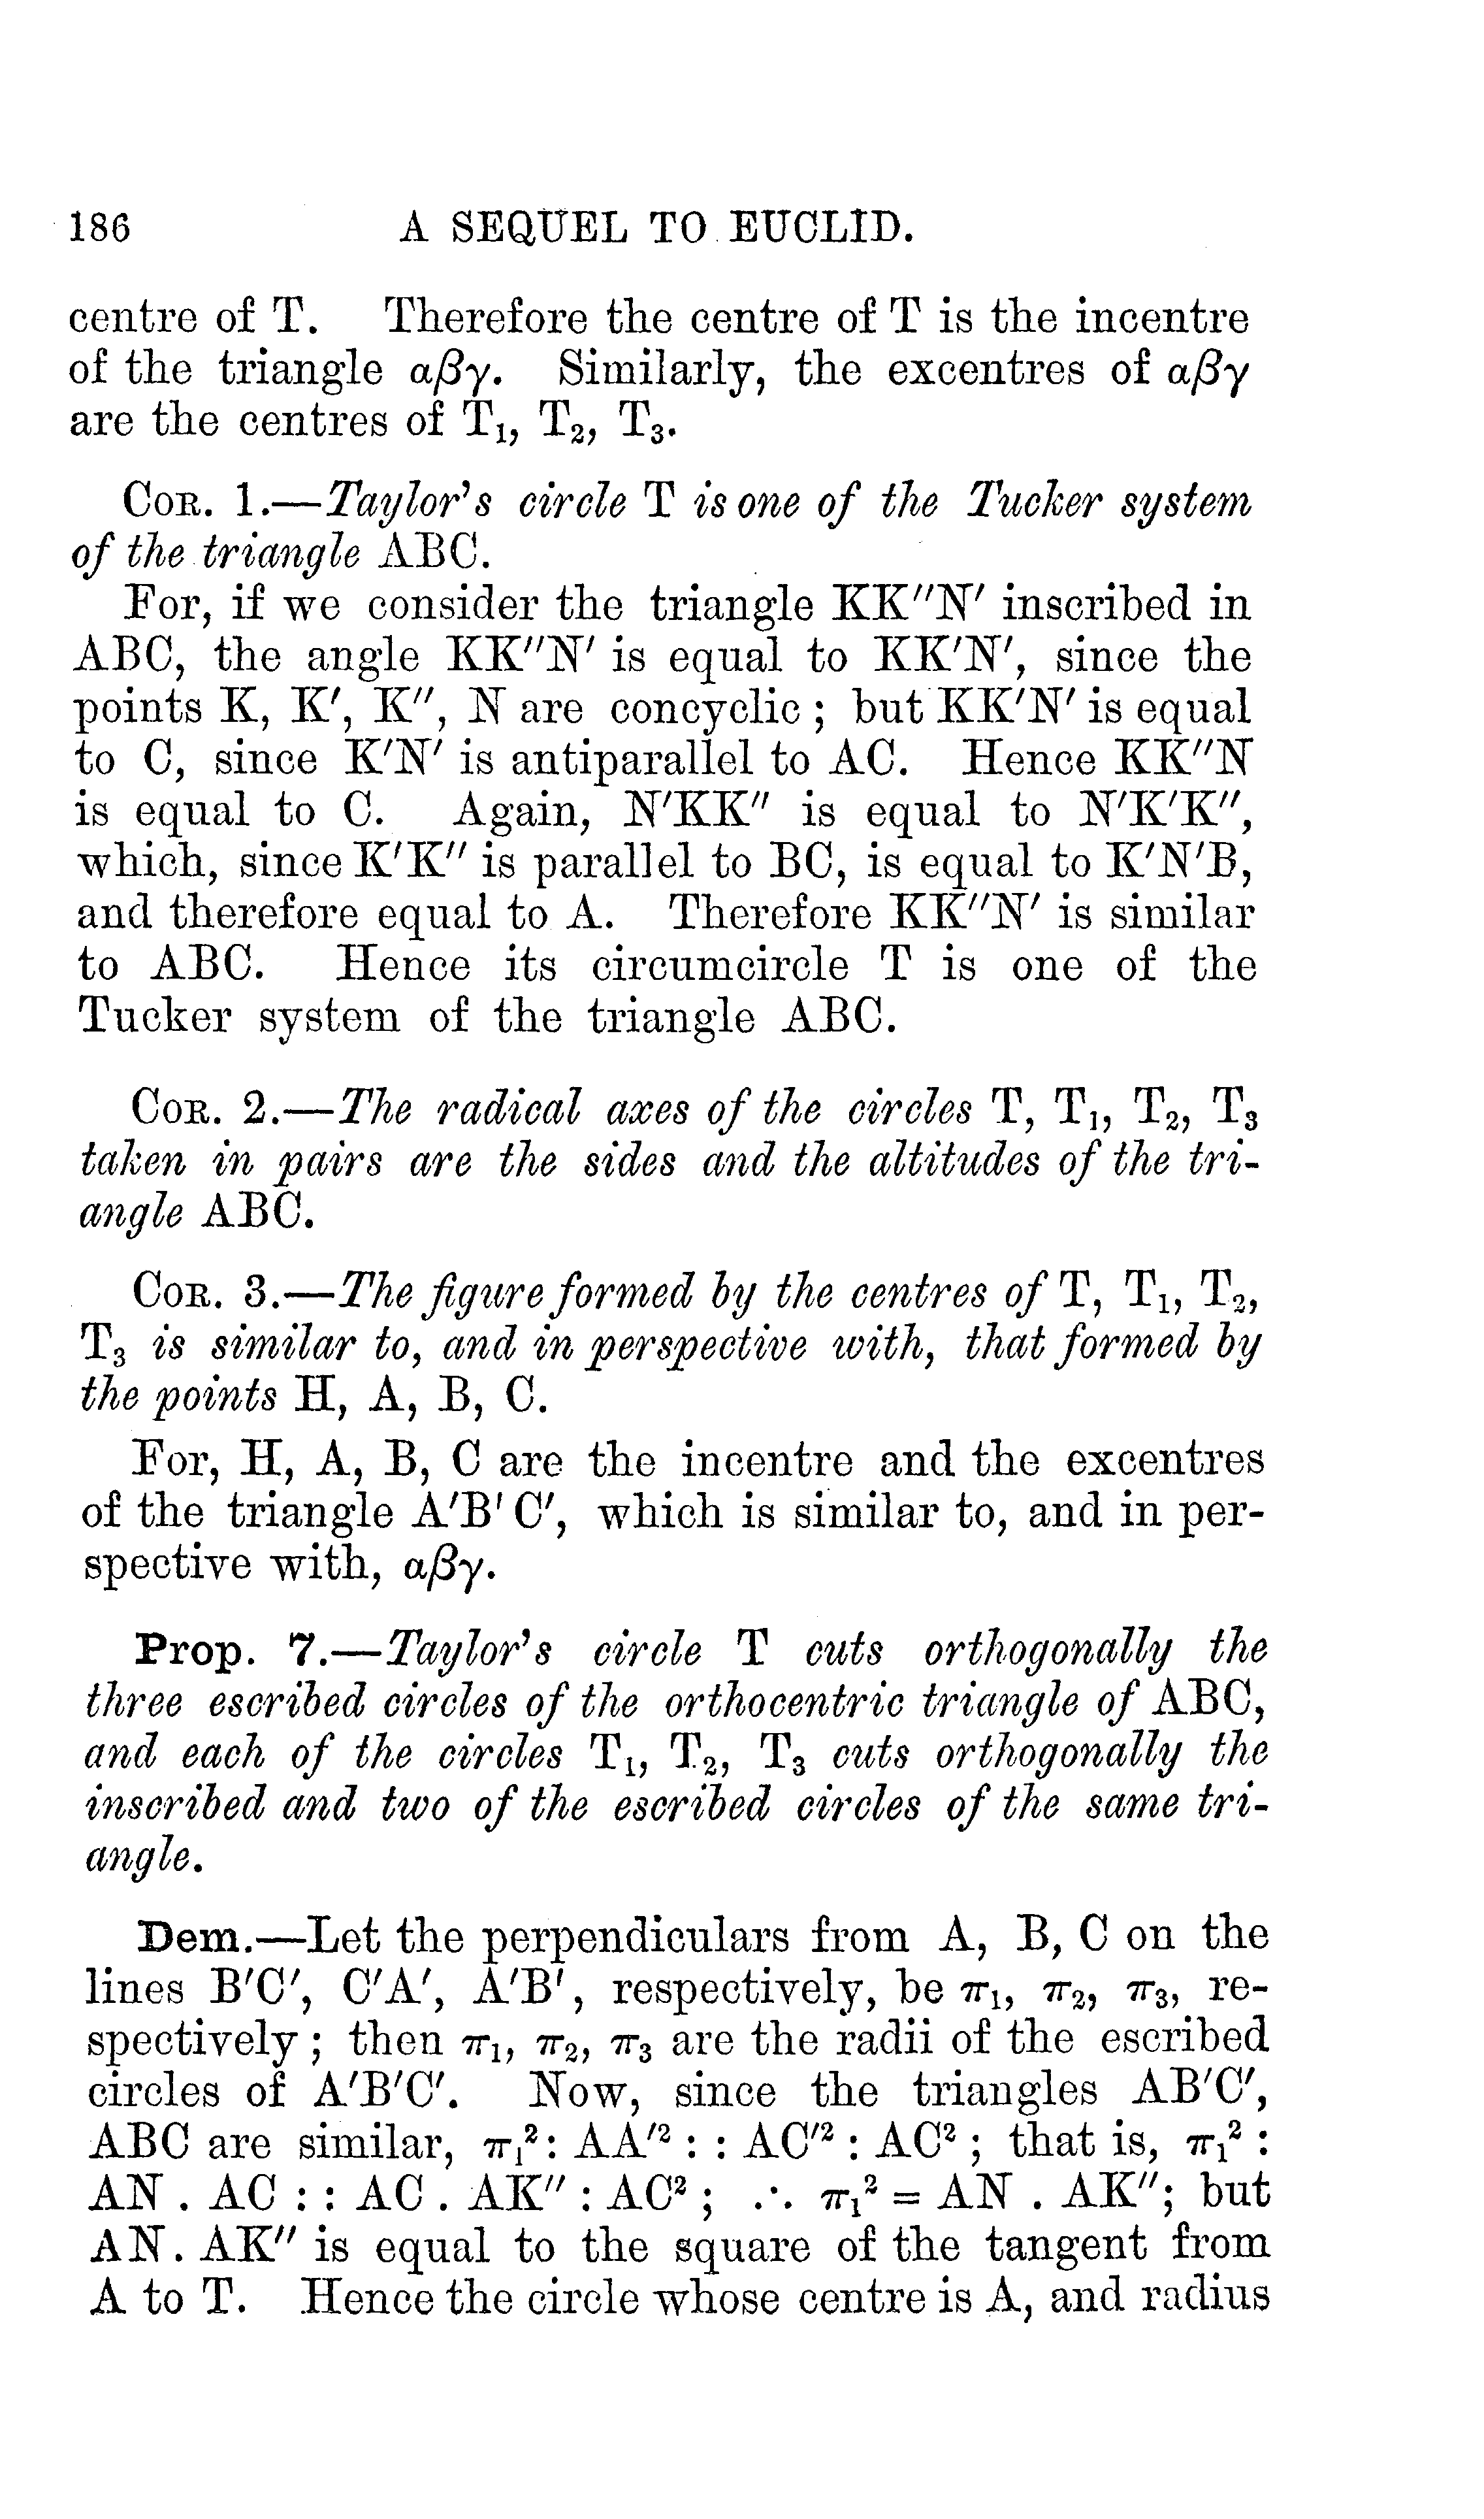 186 A SEQUEL TO EUCLID.
centre of T. Therefore the centre of T is the incentre
of the triangle αβγ. Similarly, the excentres of αβγ
are the centres of T₁, T₂, T₃.
COR. 1.—Taylor's circle T is one of the Tucker system
of the triangle ABC.
For, if we consider the triangle KK″N′ inscribed in
ABC, the angle KK″N′ is equal to KK′N′, since the
points K, K′, K″, N are concyclic; but KK′N′ is equal
to C, since K′N′ is antiparallel to AC. Hence KK″N
is equal to C. Again, N′KK″ is equal to N′K′K″,
which, since K′K″ is parallel to BC, is equal to K′N′B,
and therefore equal to A. Therefore KK″N′ is similar
to ABC. Hence its circumcircle T is one of the
Tucker system of the triangle ABC.
COR. 2.—The radical axes of the circles T, T₁, T₂, T₃
taken in pairs are the sides and the altitudes of the tri-
angle ABC.
COR. 3.—The figure formed by the centres of T, T₁, T₂,
T₃ is similar to, and in perspective with, that formed by
the points H, A, B, C.
For, H, A, B, C are the incentre and the excentres
of the triangle A′B′C′, which is similar to, and in per-
spective with, αβγ.
Prop. 7.—Taylor's circle T cuts orthogonally the
three escribed circles of the orthocentric triangle of ABC,
and each of the circles T₁, T₂, T₃ cuts orthogonally the
inscribed and two of the escribed circles of the same tri-
angle.
Dem.—Let the perpendiculars from A, B, C on the
lines B′C′, C′A′, A′B′, respectively, be π₁, π₂, π₃, re-
spectively; then π₁, π₂, π₃ are the radii of the escribed
circles of A′B′C′. Now, since the triangles AB′C′,
ABC are similar, π₁² : AA′² : : AC′² : AC²; that is, π₁² :
AN . AC : : AC . AK″ : AC²; ∴ π₁² = AN . AK″; but
AN . AK″ is equal to the square of the tangent from
A to T. Hence the circle whose centre is A, and radius